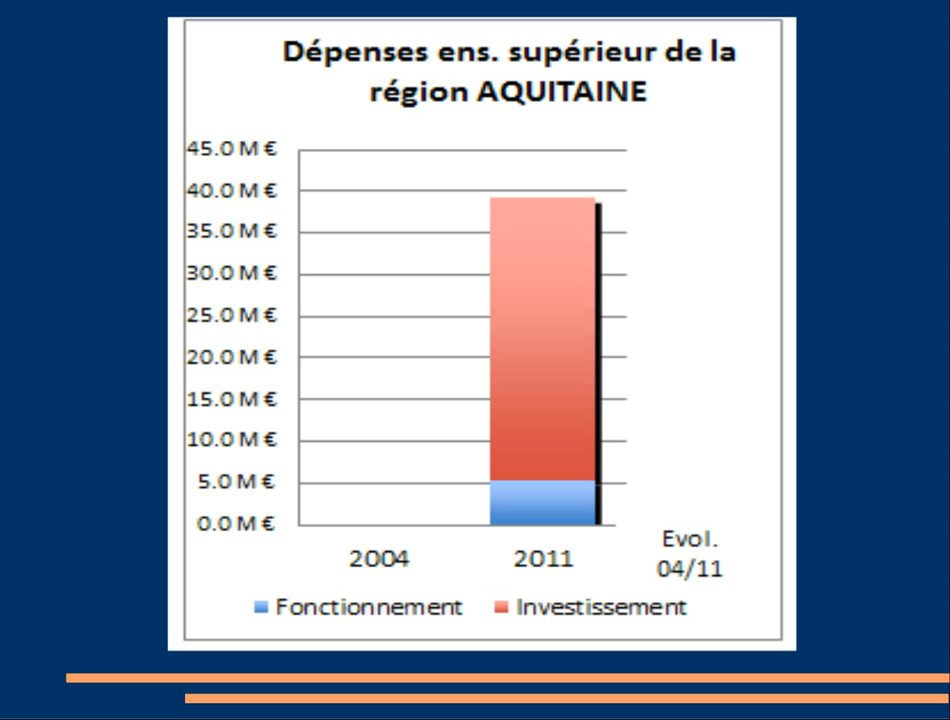 Dépenses ens. supérieur de la
région AQUITAINE
45.0 M €
40.0 M €
35.0 M €
30.0 M €
25.0 M €
20.0 M €
15.0 M €
10.0 M €
5.0 M €
0.0 M €
2004
2011
Evol.
04/11
Fonctionnement
Investissement